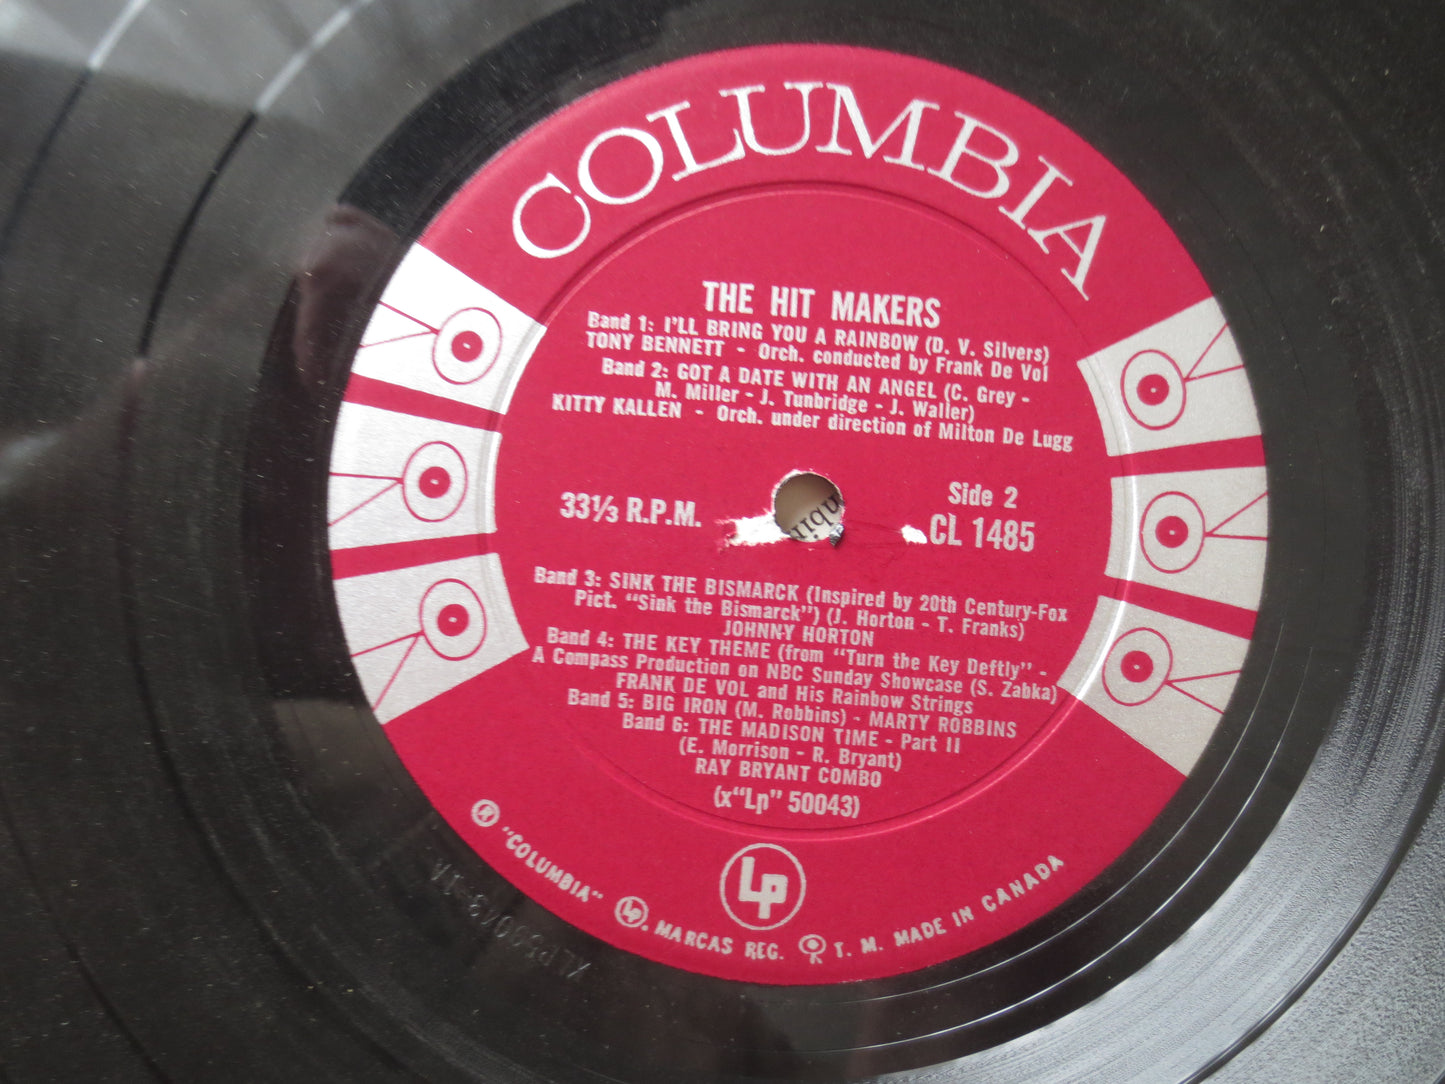 COLUMBIA
THE HIT MAKERS
Band 1: I'LL BRING YOU A RAINBOW (D. V. Silvers)
TONY BENNETT - Orch. conducted by Frank De Vol
Band 2: GOT A DATE WITH AN ANGEL (C. Grey -
M. Miller - J. Tunbridge - J. Waller)
KITTY KALLEN - Orch. under direction of Milton De Lugg
33⅓ R.P.M.
Side 2
CL 1485
Band 3: SINK THE BISMARCK (Inspired by 20th Century-Fox
Pict. "Sink the Bismarck") (J. Horton - T. Franks)
JOHNNY HORTON
Band 4: THE KEY THEME (from "Turn the Key Deftly" -
A Compass Production on NBC Sunday Showcase (S. Zabka)
FRANK DE VOL and His Rainbow Strings
Band 5: BIG IRON (M. Robbins) - MARTY ROBBINS
Band 6: THE MADISON TIME - Part II
(E. Morrison - R. Bryant)
RAY BRYANT COMBO
(x"Lp" 50043)
Lp
® "COLUMBIA" Lp. MARCAS REG. T. M. MADE IN CANADA